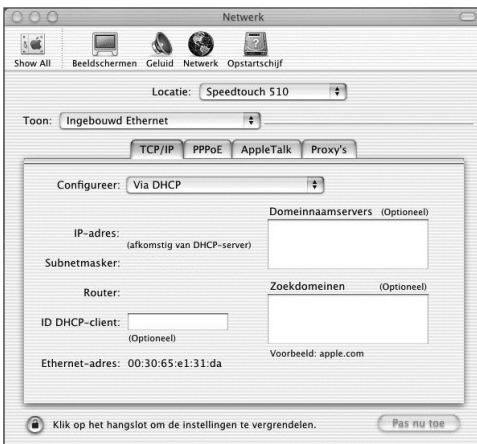 Netwerk
Show All Beeldschermen Geluid Netwerk Opstartschijf
Locatie: Speedtouch 510
Toon: Ingebouwd Ethernet
TCP/IP PPPoE AppleTalk Proxy's
Configureer: Via DHCP
Domeinnaamservers (Optioneel)
IP-adres:
(afkomstig van DHCP-server)
Subnetmasker:
Router:
Zoekdomeinen (Optioneel)
ID DHCP-client:
(Optioneel)
Voorbeeld: apple.com
Ethernet-adres: 00:30:65:e1:31:da
Klik op het hangslot om de instellingen te vergrendelen. Pas nu toe